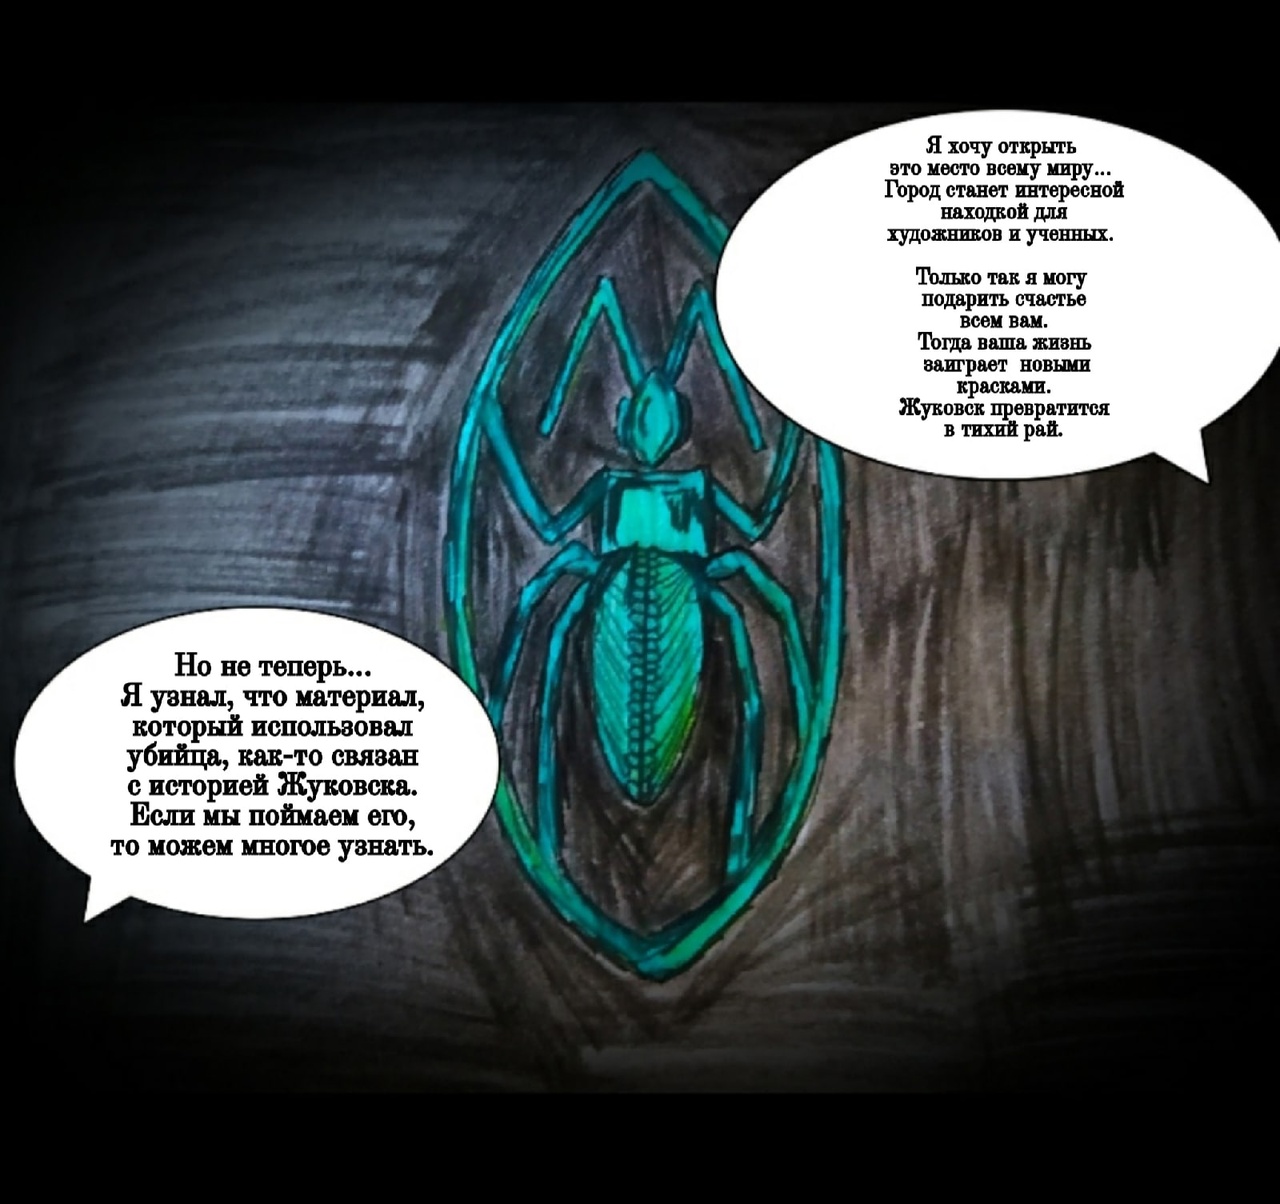 Я хочу открыть
это место всему миру...
Город станет интересной
находкой для
художников и ученных.
Только так я могу
подарить счастье
всем вам.
Тогда ваша жизнь
заиграет новыми
красками.
Жуковск превратится
в тихий рай.
Но не теперь...
Я узнал, что материал,
который использовал
убийца, как-то связан
с историей Жуковска.
Если мы поймаем его,
то можем многое узнать.